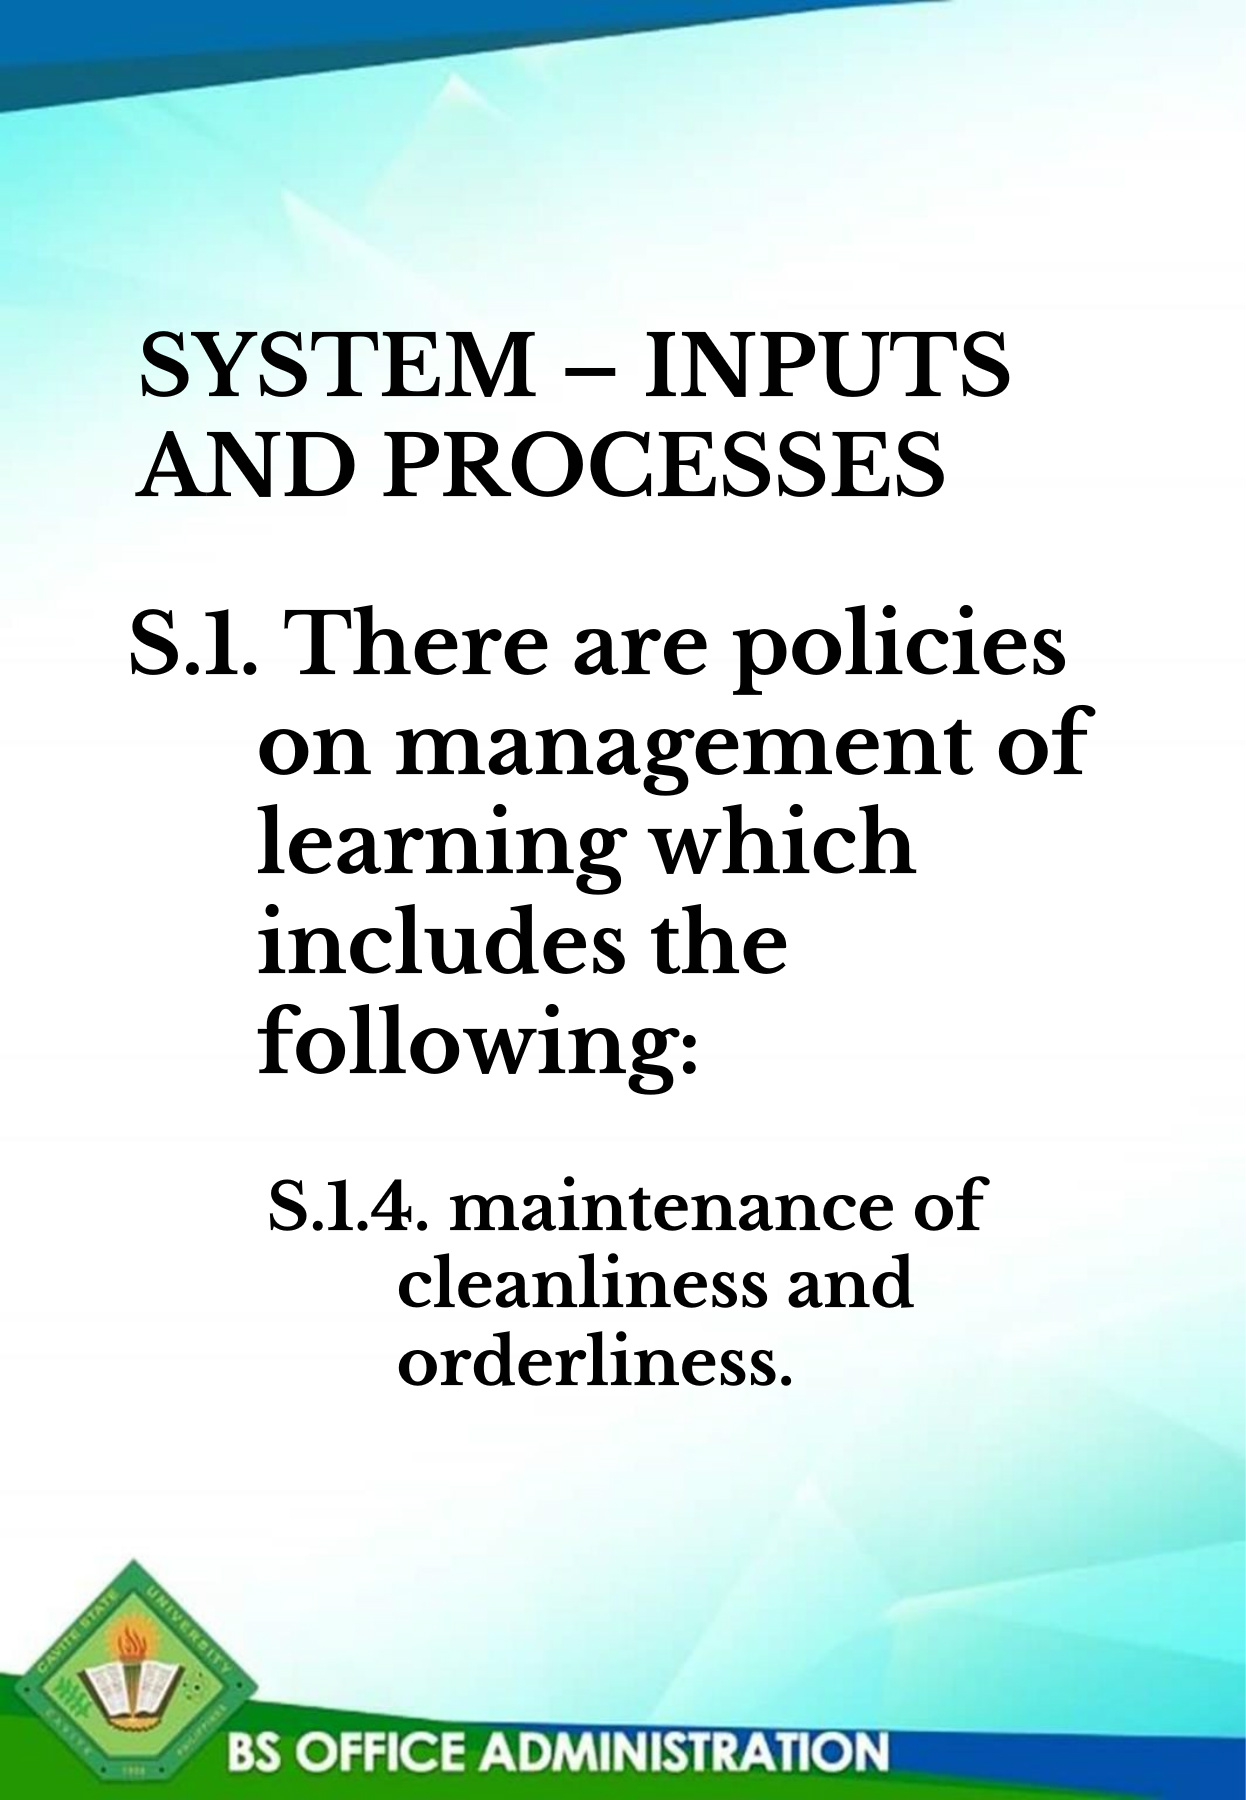 SYSTEM – INPUTS
AND PROCESSES
S.1. There are policies
on management of
learning which
includes the
following:
S.1.4. maintenance of
cleanliness and
orderliness.
CAVITE STATE UNIVERSITY
CAVITE PHILIPPINES
1906
BS OFFICE ADMINISTRATION